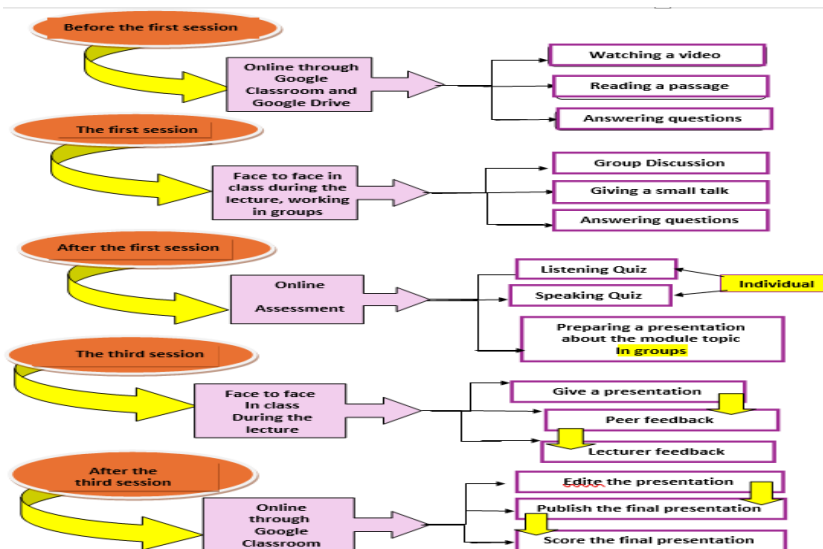 Before the first session
Online through
Google
Classroom and
Google Drive
Watching a video
Reading a passage
Answering questions
The first session
Face to face in
class during the
lecture, working
in groups
Group Discussion
Giving a small talk
Answering questions
After the first session
Online
Assessment
Listening Quiz
Speaking Quiz
Individual
Preparing a presentation
about the module topic
In groups
The third session
Face to face
In class
During the
lecture
Give a presentation
Peer feedback
Lecturer feedback
After the
third session
Online
through
Google
Classroom
Edite the presentation
Publish the final presentation
Score the final presentation